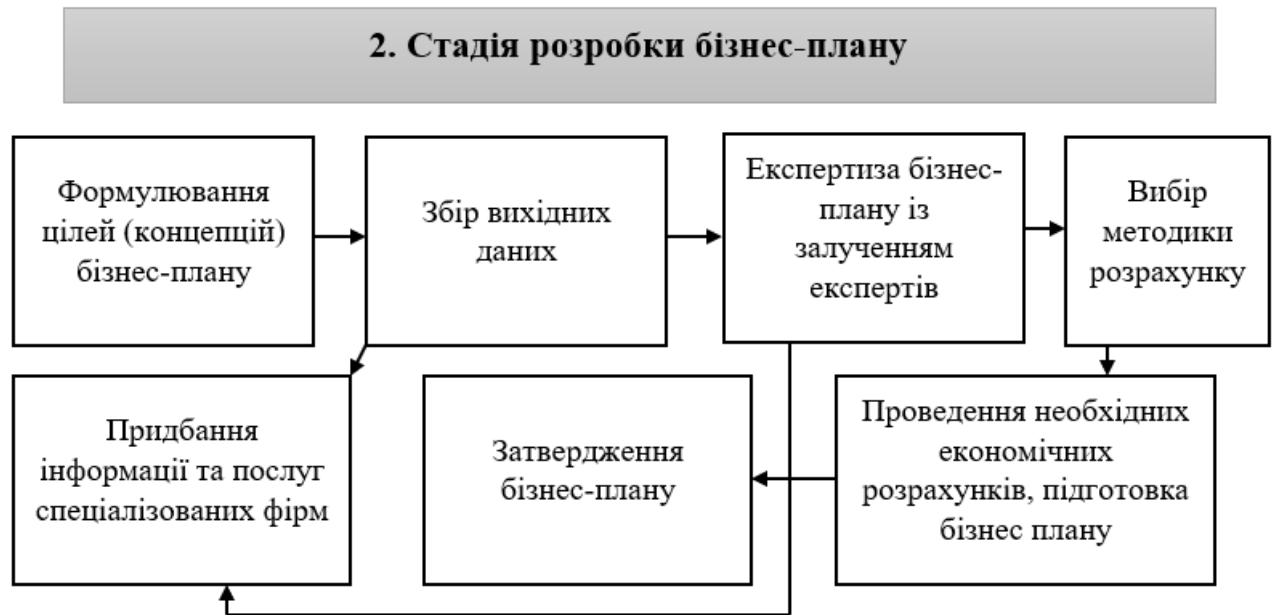 2. Стадія розробки бізнес-плану
Формулювання
цілей (концепцій)
бізнес-плану
Збір вихідних
даних
Експертиза бізнес-
плану із
залученням
експертів
Вибір
методики
розрахунку
Придбання
інформації та послуг
спеціалізованих фірм
Затвердження
бізнес-плану
Проведення необхідних
економічних
розрахунків, підготовка
бізнес плану